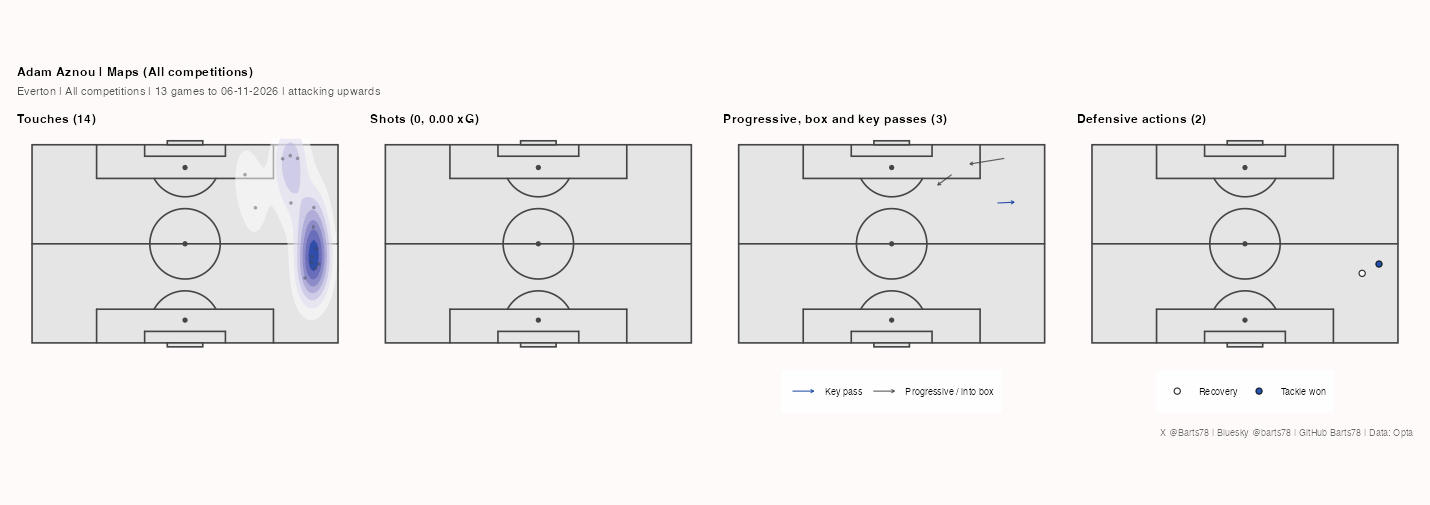 Adam Aznou | Maps (All competitions)
Everton | All competitions | 13 games to 06-11-2026 | attacking upwards
Touches (14)
Shots (0, 0.00 xG)
Progressive, box and key passes (3)
Defensive actions (2)
Key pass
Progressive / into box
Recovery
Tackle won
X @Barts78 | Bluesky @barts78 | GitHub Barts78 | Data: Opta